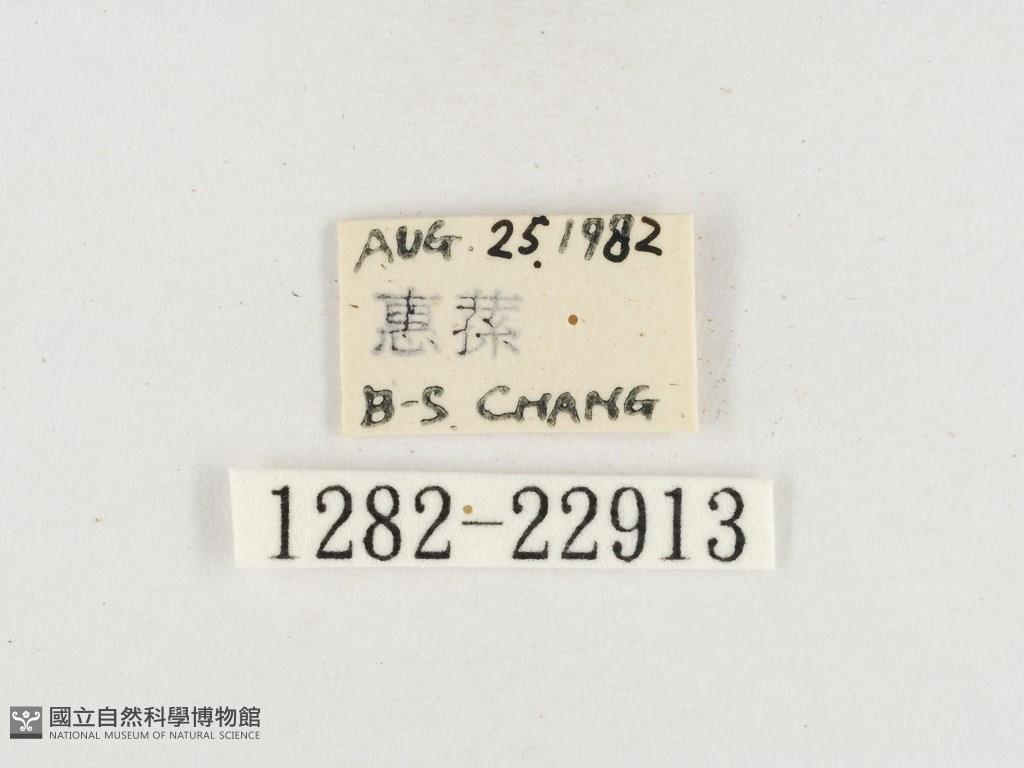 AUG. 25. 1982
惠蓀
B-S. CHANG
1282-22913
國立自然科學博物館
NATIONAL MUSEUM OF NATURAL SCIENCE